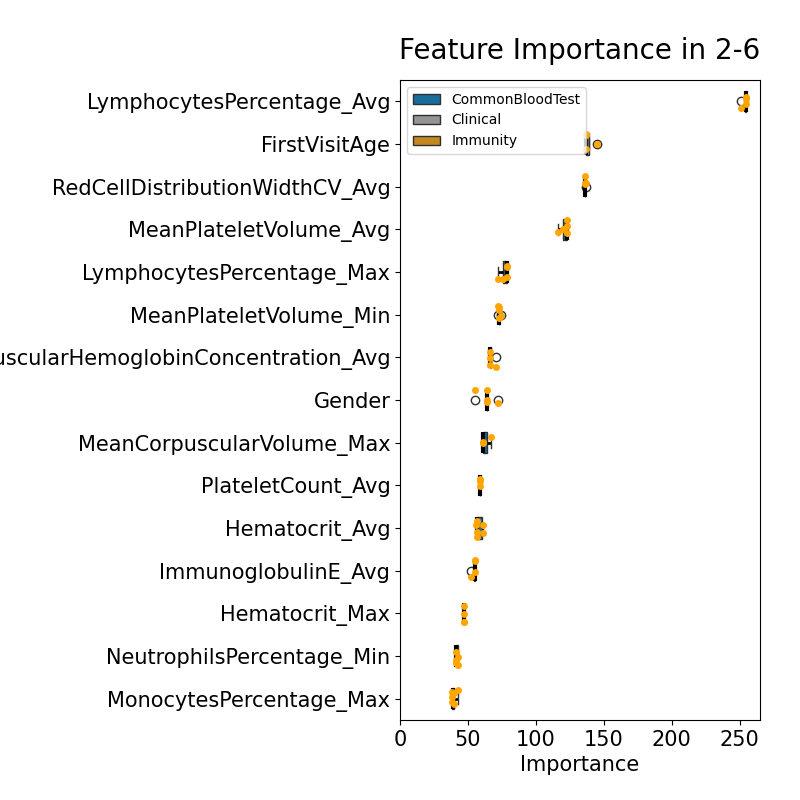 Feature Importance in 2-6
CommonBloodTest
Clinical
Immunity
LymphocytesPercentage_Avg
FirstVisitAge
RedCellDistributionWidthCV_Avg
MeanPlateletVolume_Avg
LymphocytesPercentage_Max
MeanPlateletVolume_Min
uscularHemoglobinConcentration_Avg
Gender
MeanCorpuscularVolume_Max
PlateletCount_Avg
Hematocrit_Avg
ImmunoglobulinE_Avg
Hematocrit_Max
NeutrophilsPercentage_Min
MonocytesPercentage_Max
0 50 100 150 200 250
Importance